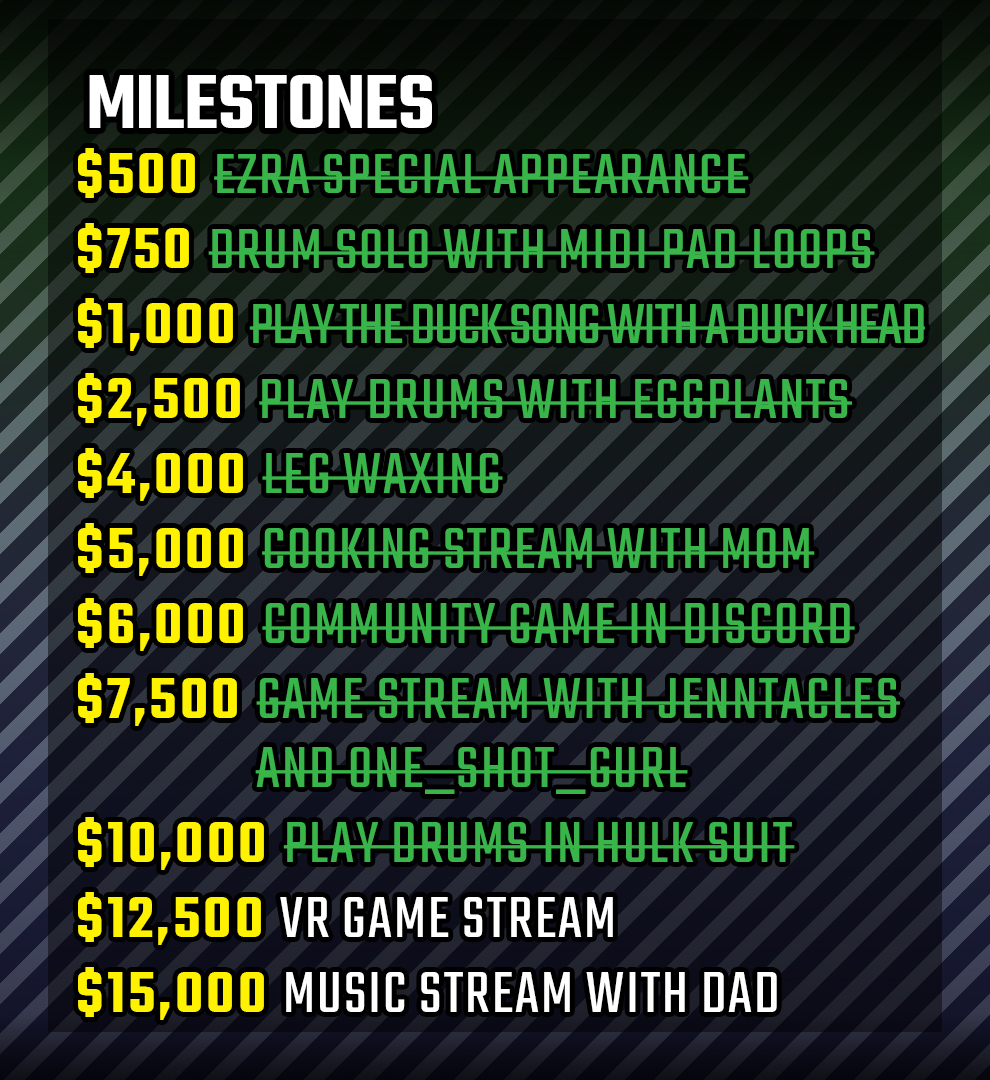 MILESTONES
$500 EZRA SPECIAL APPEARANCE
$750 DRUM SOLO WITH MIDI PAD LOOPS
$1,000 PLAY THE DUCK SONG WITH A DUCK HEAD
$2,500 PLAY DRUMS WITH EGGPLANTS
$4,000 LEG WAXING
$5,000 COOKING STREAM WITH MOM
$6,000 COMMUNITY GAME IN DISCORD
$7,500 GAME STREAM WITH JENNTACLES
AND ONE_SHOT_GURL
$10,000 PLAY DRUMS IN HULK SUIT
$12,500 VR GAME STREAM
$15,000 MUSIC STREAM WITH DAD